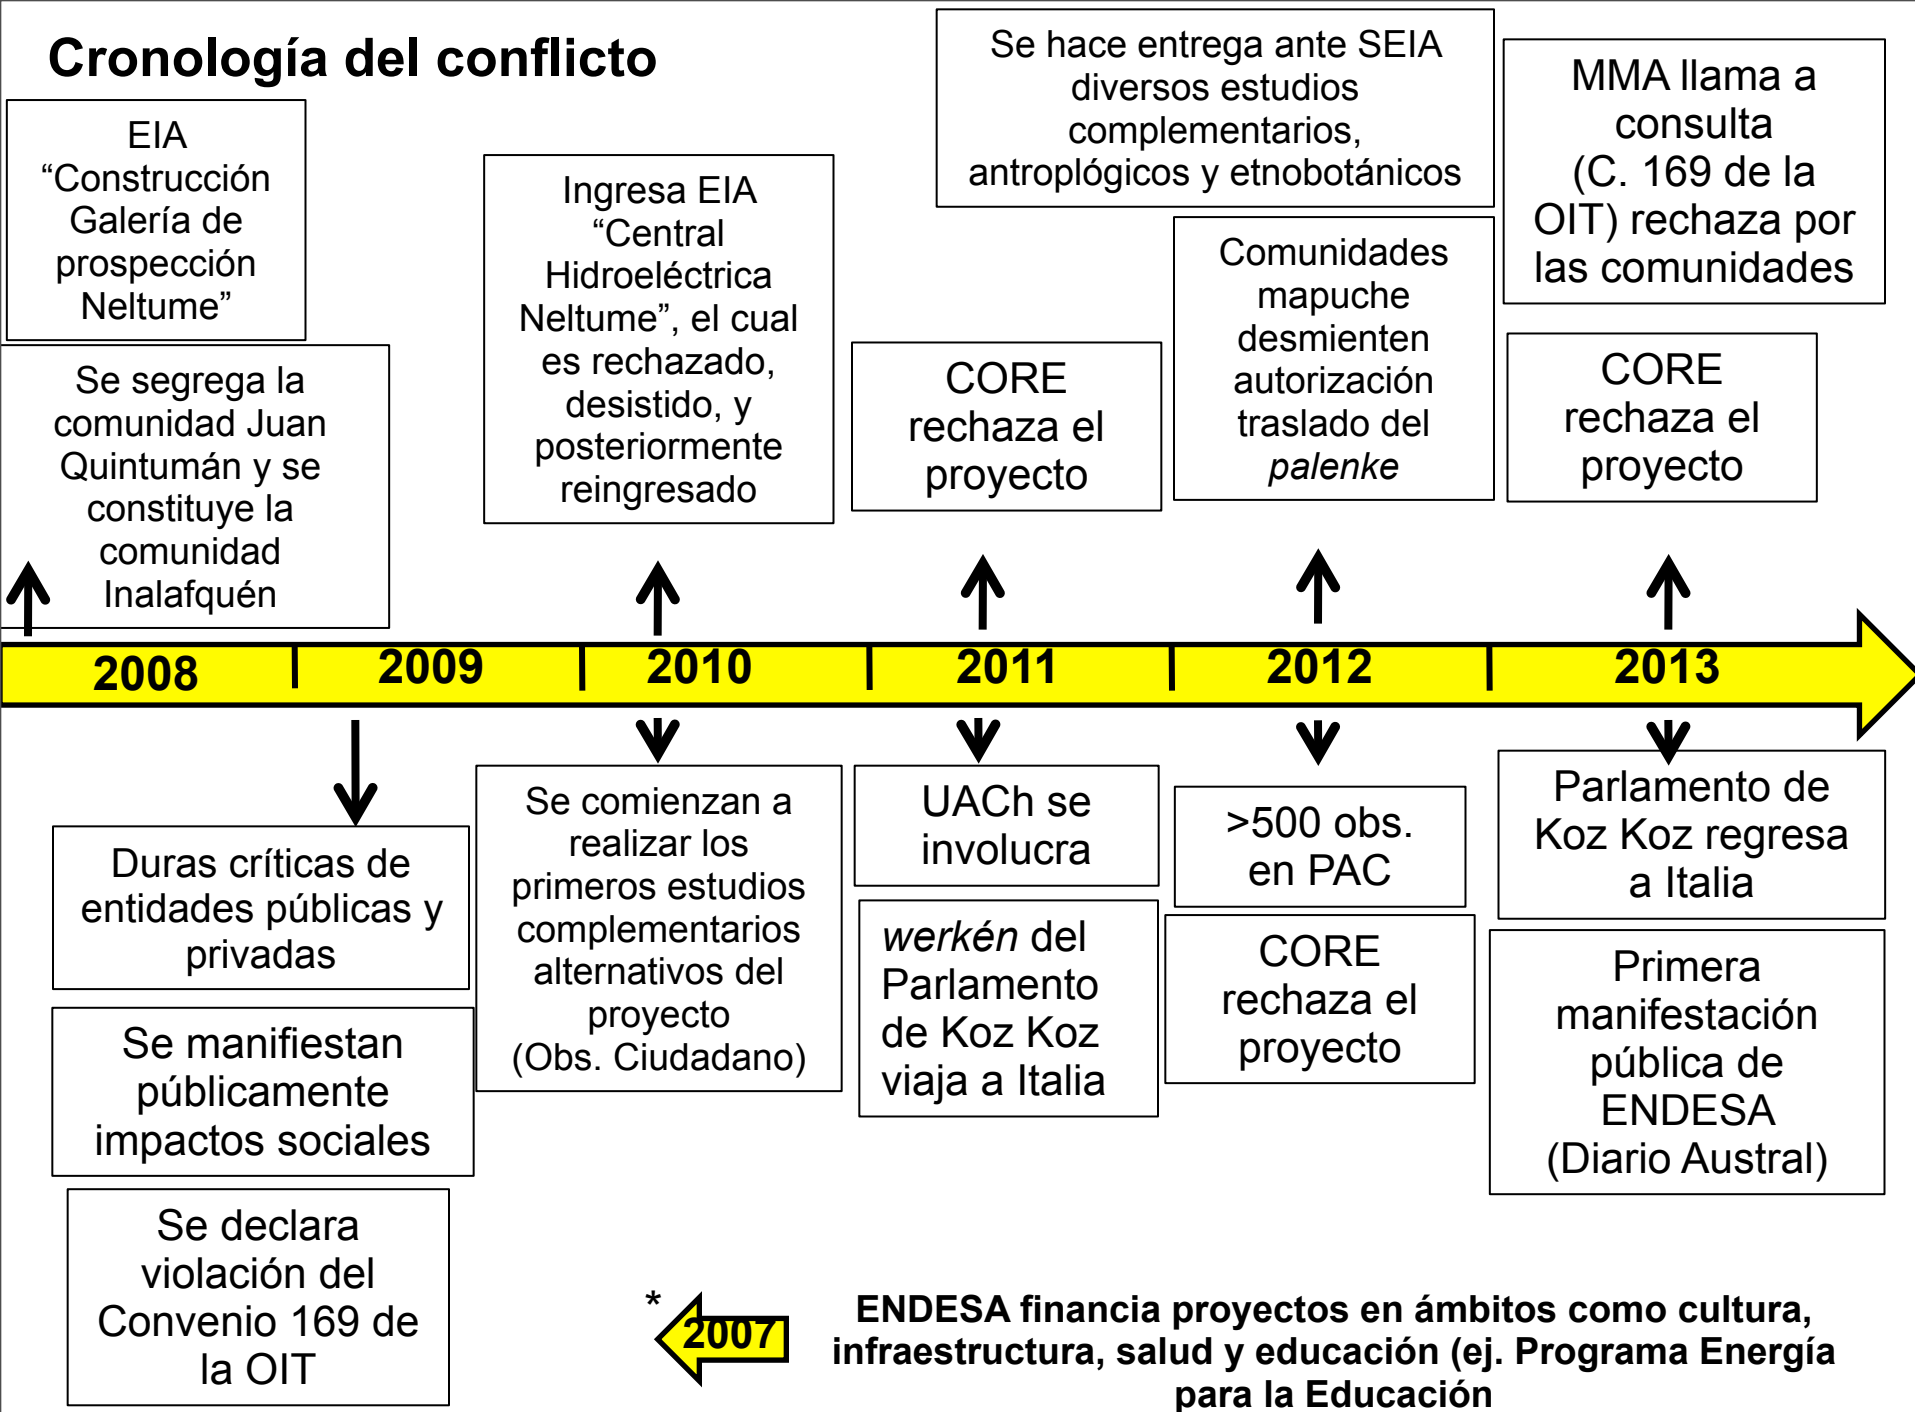 Cronología del conflicto
EIA
“Construcción
Galería de
prospección
Neltume”
Se segrega la
comunidad Juan
Quintumán y se
constituye la
comunidad
Inalafquén
Ingresa EIA
“Central
Hidroeléctrica
Neltume”, el cual
es rechazado,
desistido, y
posteriormente
reingresado
Se hace entrega ante SEIA
diversos estudios
complementarios,
antroplógicos y etnobotánicos
CORE
rechaza el
proyecto
Comunidades
mapuche
desmienten
autorización
traslado del
palenke
MMA llama a
consulta
(C. 169 de la
OIT) rechaza por
las comunidades
CORE
rechaza el
proyecto
2008
2009
2010
2011
2012
2013
Duras críticas de
entidades públicas y
privadas
Se manifiestan
públicamente
impactos sociales
Se declara
violación del
Convenio 169 de
la OIT
Se comienzan a
realizar los
primeros estudios
complementarios
alternativos del
proyecto
(Obs. Ciudadano)
UACh se
involucra
werkén del
Parlamento
de Koz Koz
viaja a Italia
>500 obs.
en PAC
CORE
rechaza el
proyecto
Parlamento de
Koz Koz regresa
a Italia
Primera
manifestación
pública de
ENDESA
(Diario Austral)
*
2007
ENDESA financia proyectos en ámbitos como cultura,
infraestructura, salud y educación (ej. Programa Energía
para la Educación